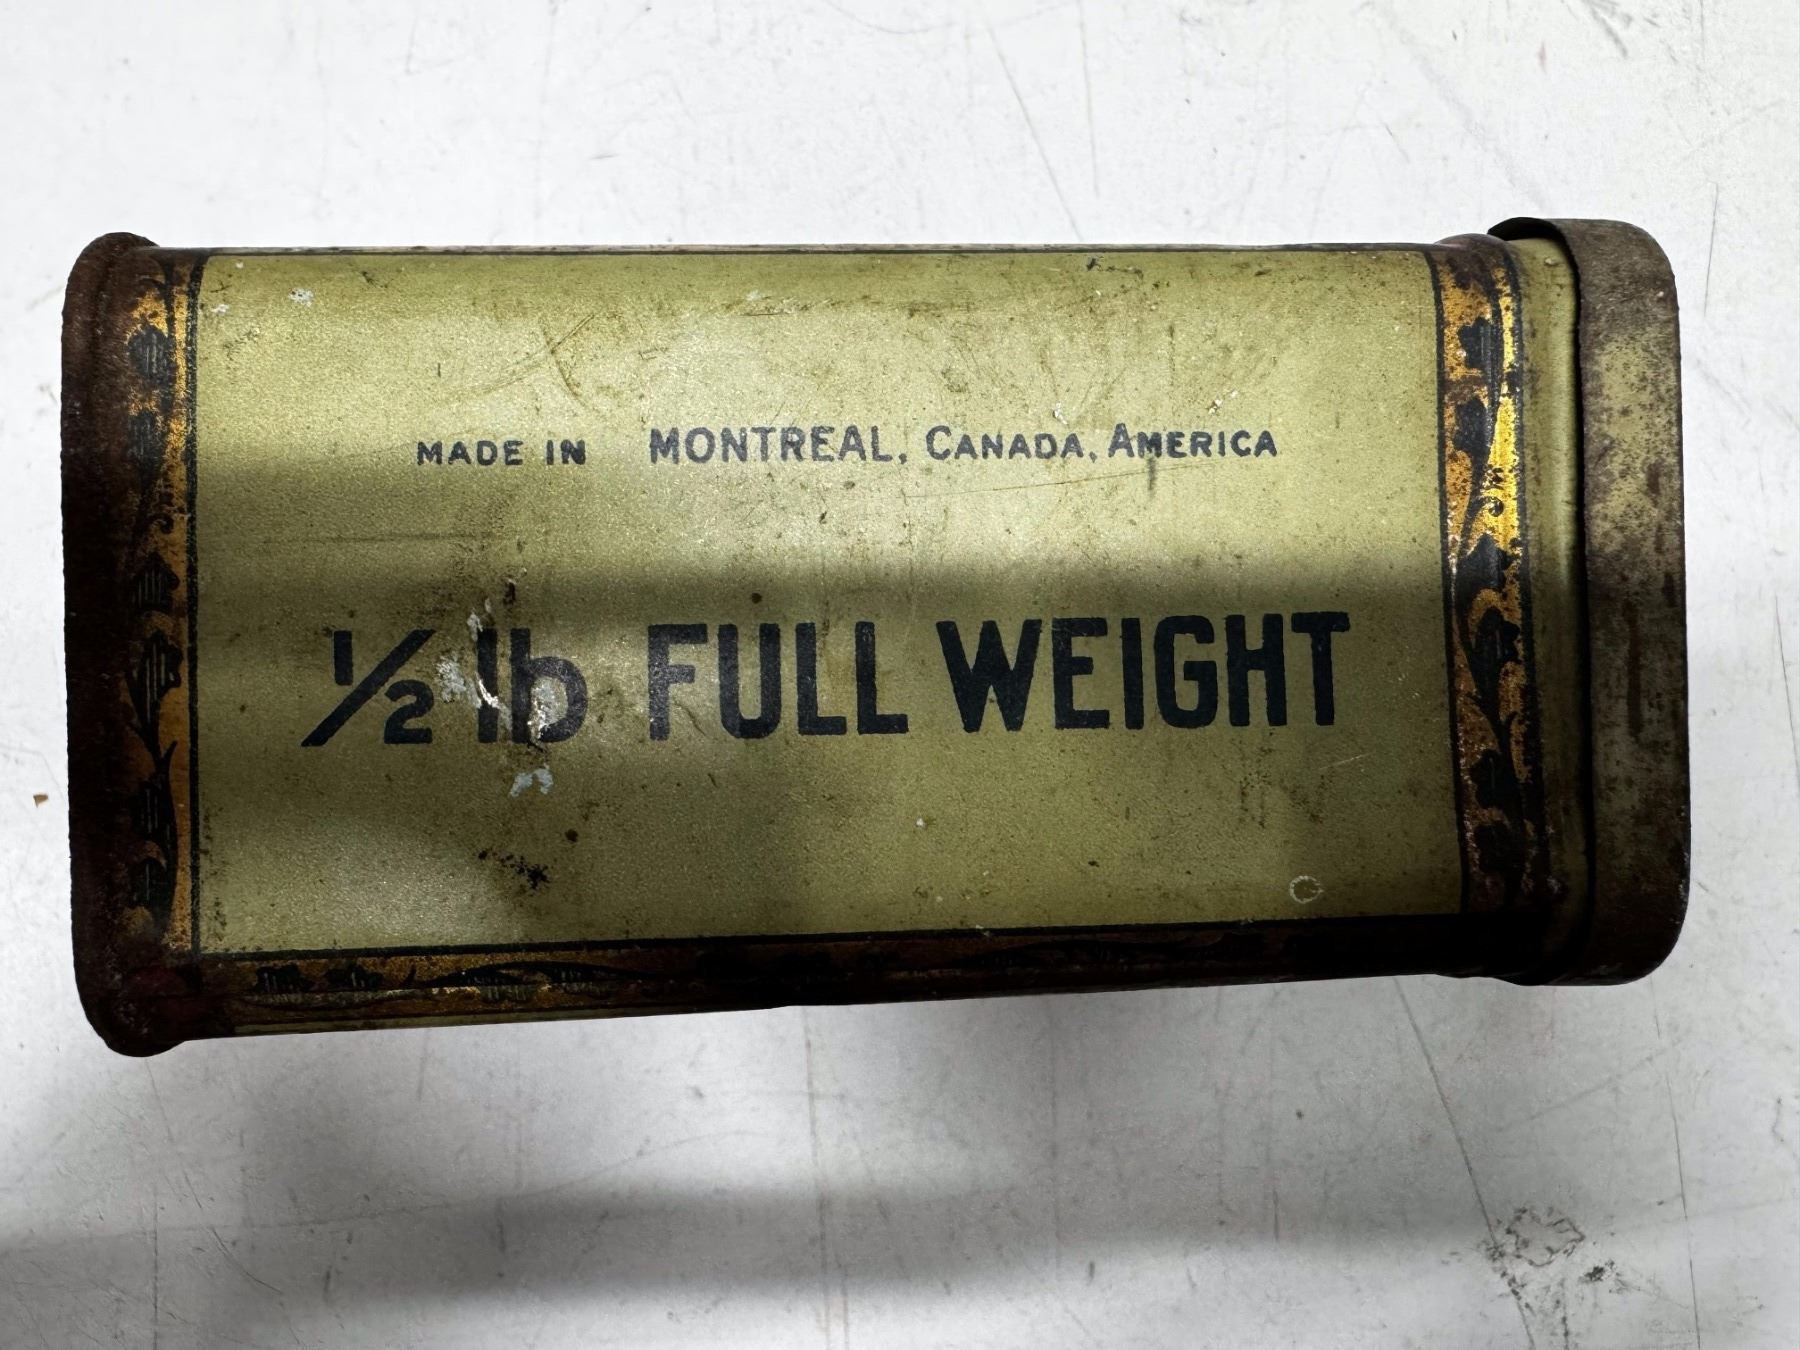 MADE IN MONTREAL, CANADA, AMERICA
1/2 lb FULL WEIGHT